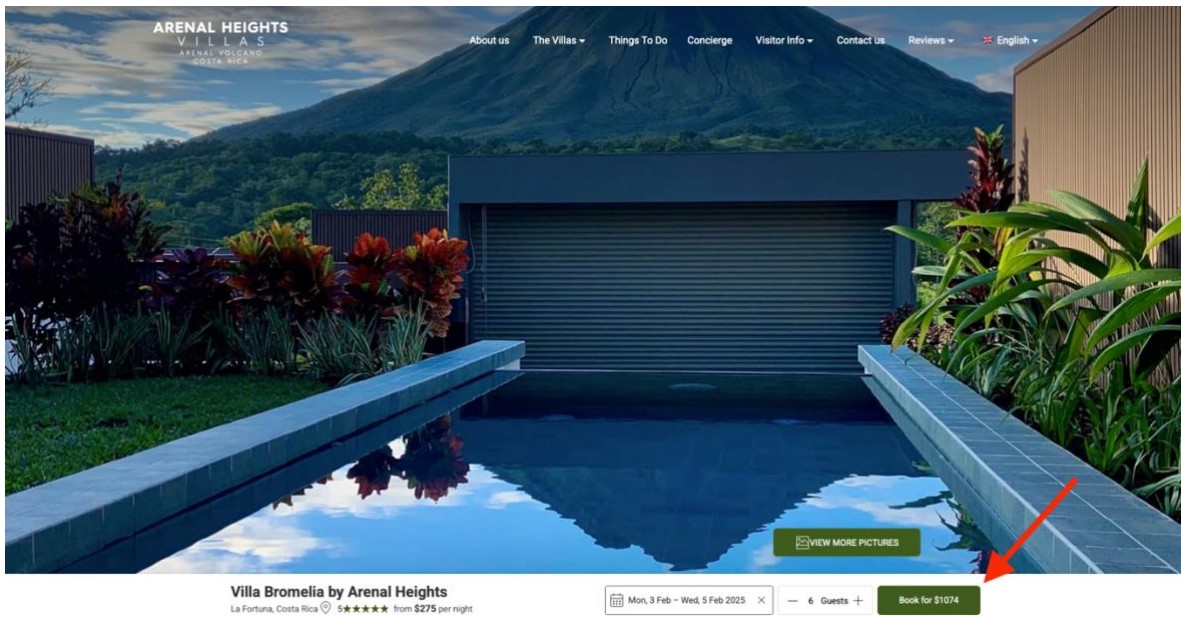 ARENAL HEIGHTS
VILLAS
ARENAL VOLCANO
COSTA RICA
About us The Villas Things To Do Concierge Visitor Info Contact us Reviews English
VIEW MORE PICTURES
Villa Bromelia by Arenal Heights
La Fortuna, Costa Rica 5★★★★★ from $275 per night
Mon, 3 Feb – Wed, 5 Feb 2025 × — 6 Guests +
Book for $1074